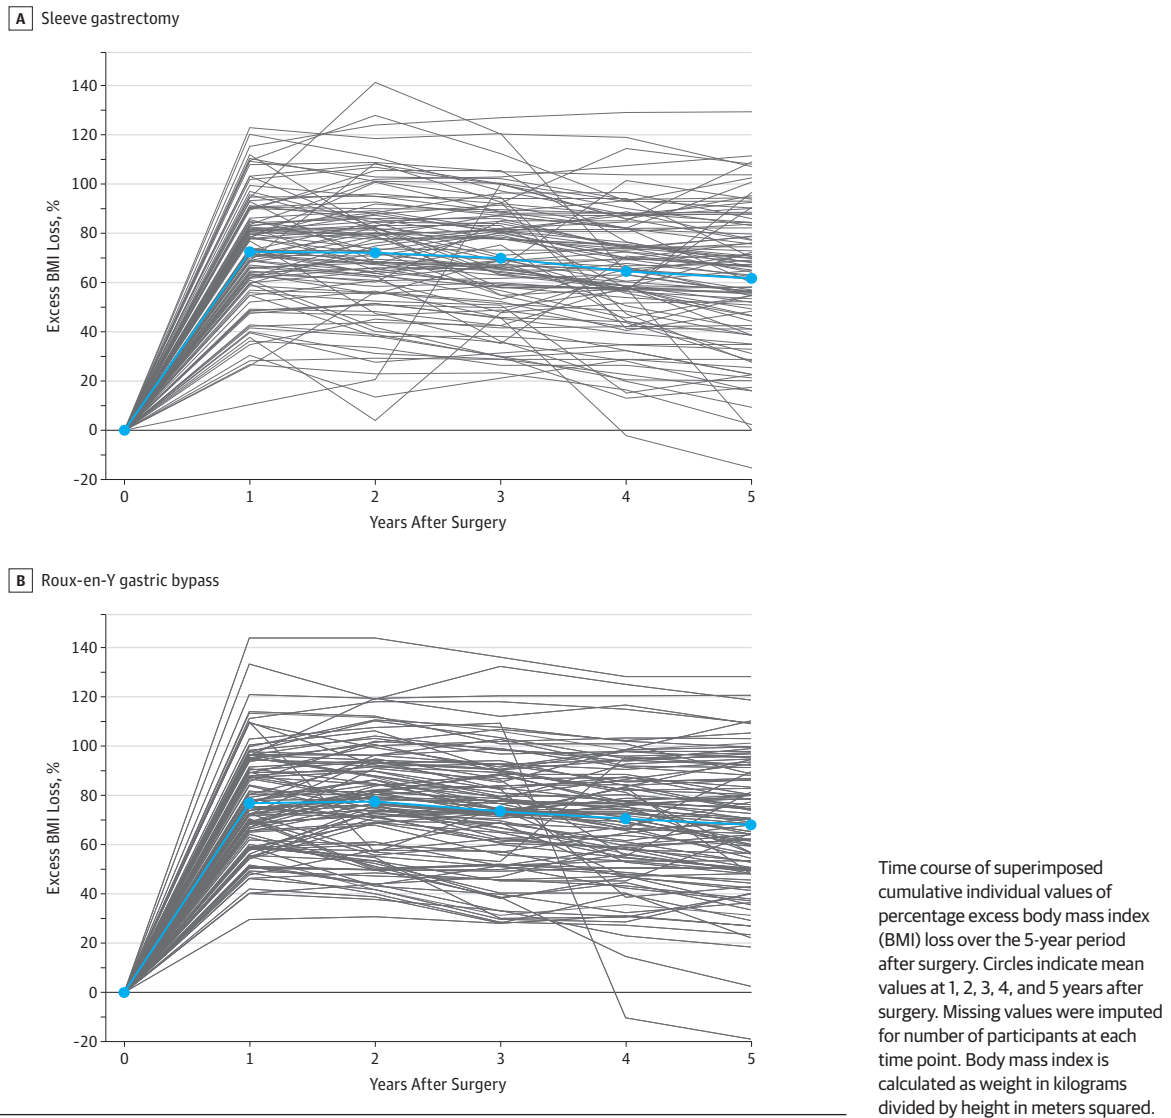 A Sleeve gastrectomy
140
120
100
80
60
40
20
0
-20
Excess BMI Loss, %
0 1 2 3 4 5
Years After Surgery
B Roux-en-Y gastric bypass
140
120
100
80
60
40
20
0
-20
Excess BMI Loss, %
0 1 2 3 4 5
Years After Surgery
Time course of superimposed
cumulative individual values of
percentage excess body mass index
(BMI) loss over the 5-year period
after surgery. Circles indicate mean
values at 1, 2, 3, 4, and 5 years after
surgery. Missing values were imputed
for number of participants at each
time point. Body mass index is
calculated as weight in kilograms
divided by height in meters squared.